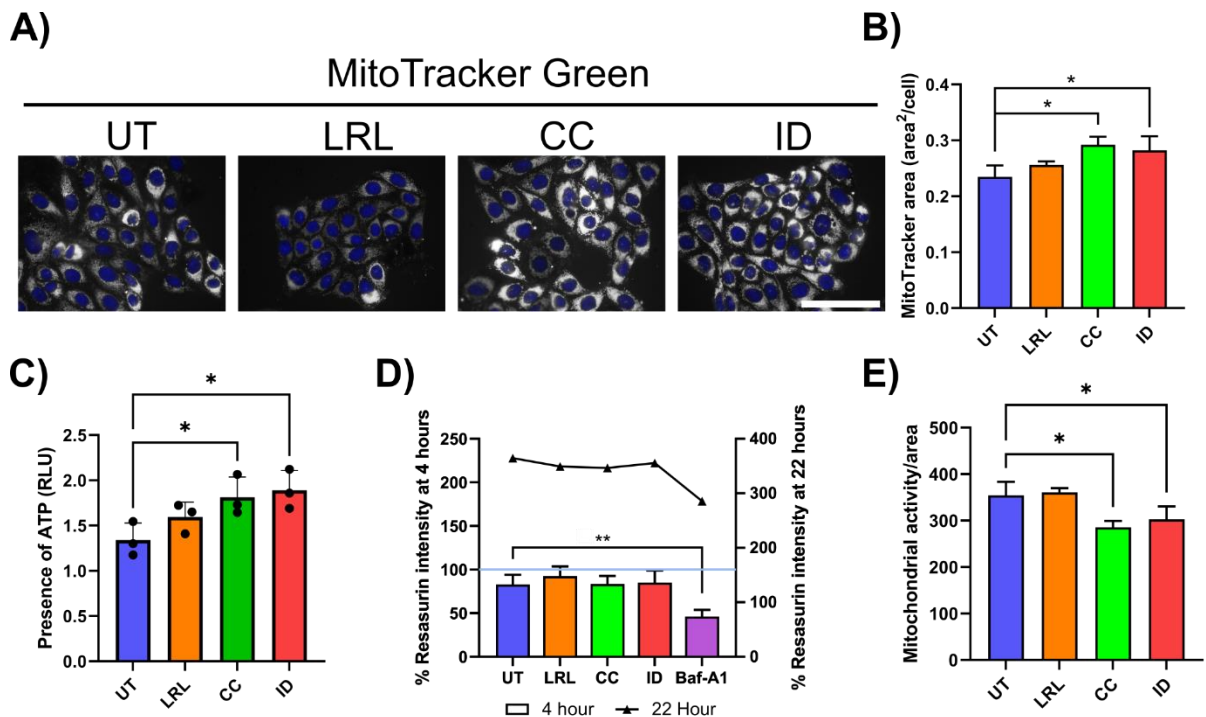 A)
MitoTracker Green
UT LRL CC ID
B)
MitoTracker area (area²/cell)
0.4
0.3
0.2
0.1
0.0
* *
UT LRL CC ID
C)
Presence of ATP (RLU)
2.5
2.0
1.5
1.0
0.5
0.0
* *
UT LRL CC ID
D)
% Resasurin intensity at 4 hours
250
200
150
100
50
0
**
% Resasurin intensity at 22 hours
400
300
200
100
0
UT LRL CC ID Baf-A1
4 hour 22 Hour
E)
Mitochondrial activity/area
500
400
300
200
100
0
* *
UT LRL CC ID